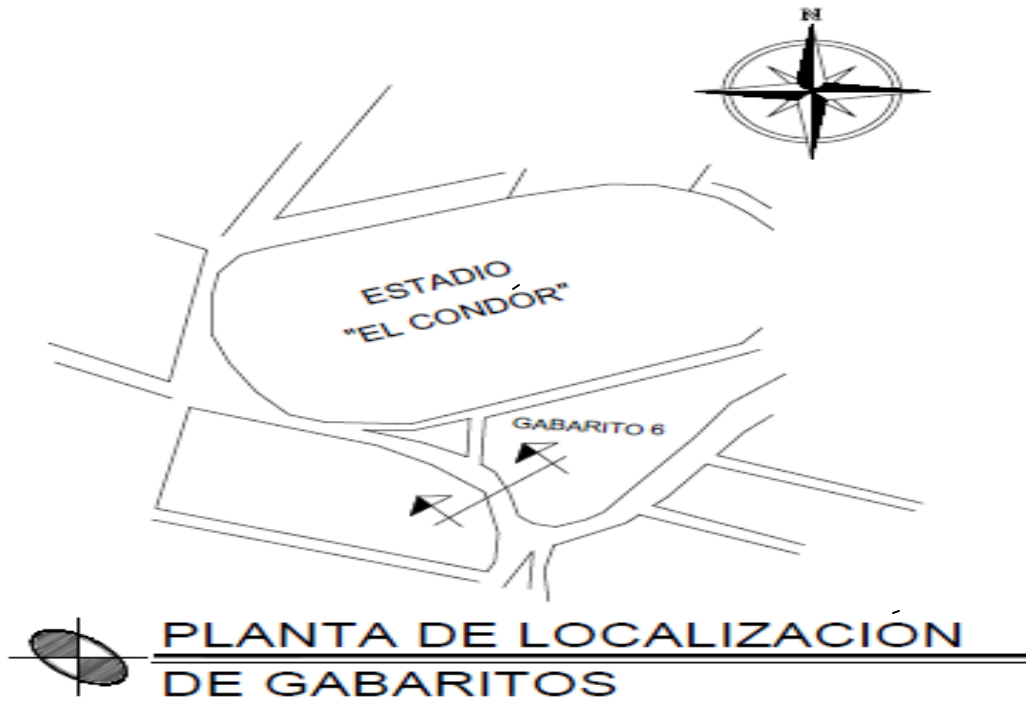 N
ESTADIO
"EL CONDÓR"
GABARITO 6
PLANTA DE LOCALIZACIÓN
DE GABARITOS